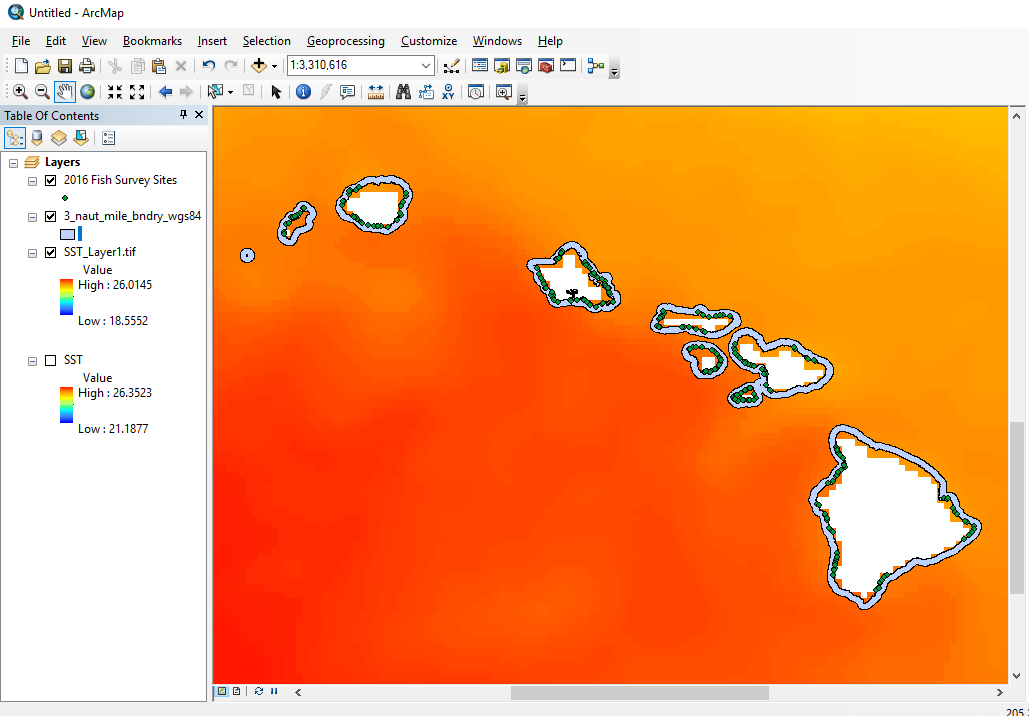 Untitled - ArcMap
File Edit View Bookmarks Insert Selection Geoprocessing Customize Windows Help
1:3,310,616
XY
Table Of Contents
Layers
2016 Fish Survey Sites
3_naut_mile_bndry_wgs84
SST_Layer1.tif
Value
High : 26.0145
Low : 18.5552
SST
Value
High : 26.3523
Low : 21.1877